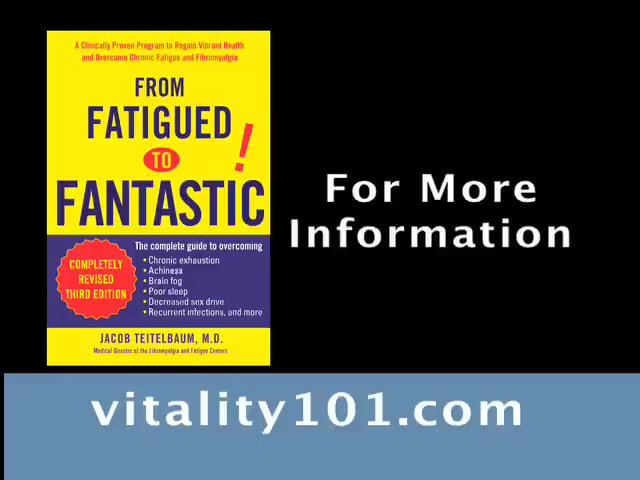 A Clinically Proven Program to Regain Vibrant Health
and Overcome Chronic Fatigue and Fibromyalgia
FROM
FATIGUED
TO !
FANTASTIC
The complete guide to overcoming
• Chronic exhaustion
• Achiness
• Brain fog
• Poor sleep
• Decreased sex drive
• Recurrent infections, and more
COMPLETELY
REVISED
THIRD EDITION
JACOB TEITELBAUM, M.D.
Medical Director of the Fibromyalgia and Fatigue Centers
For More
Information
vitality101.com